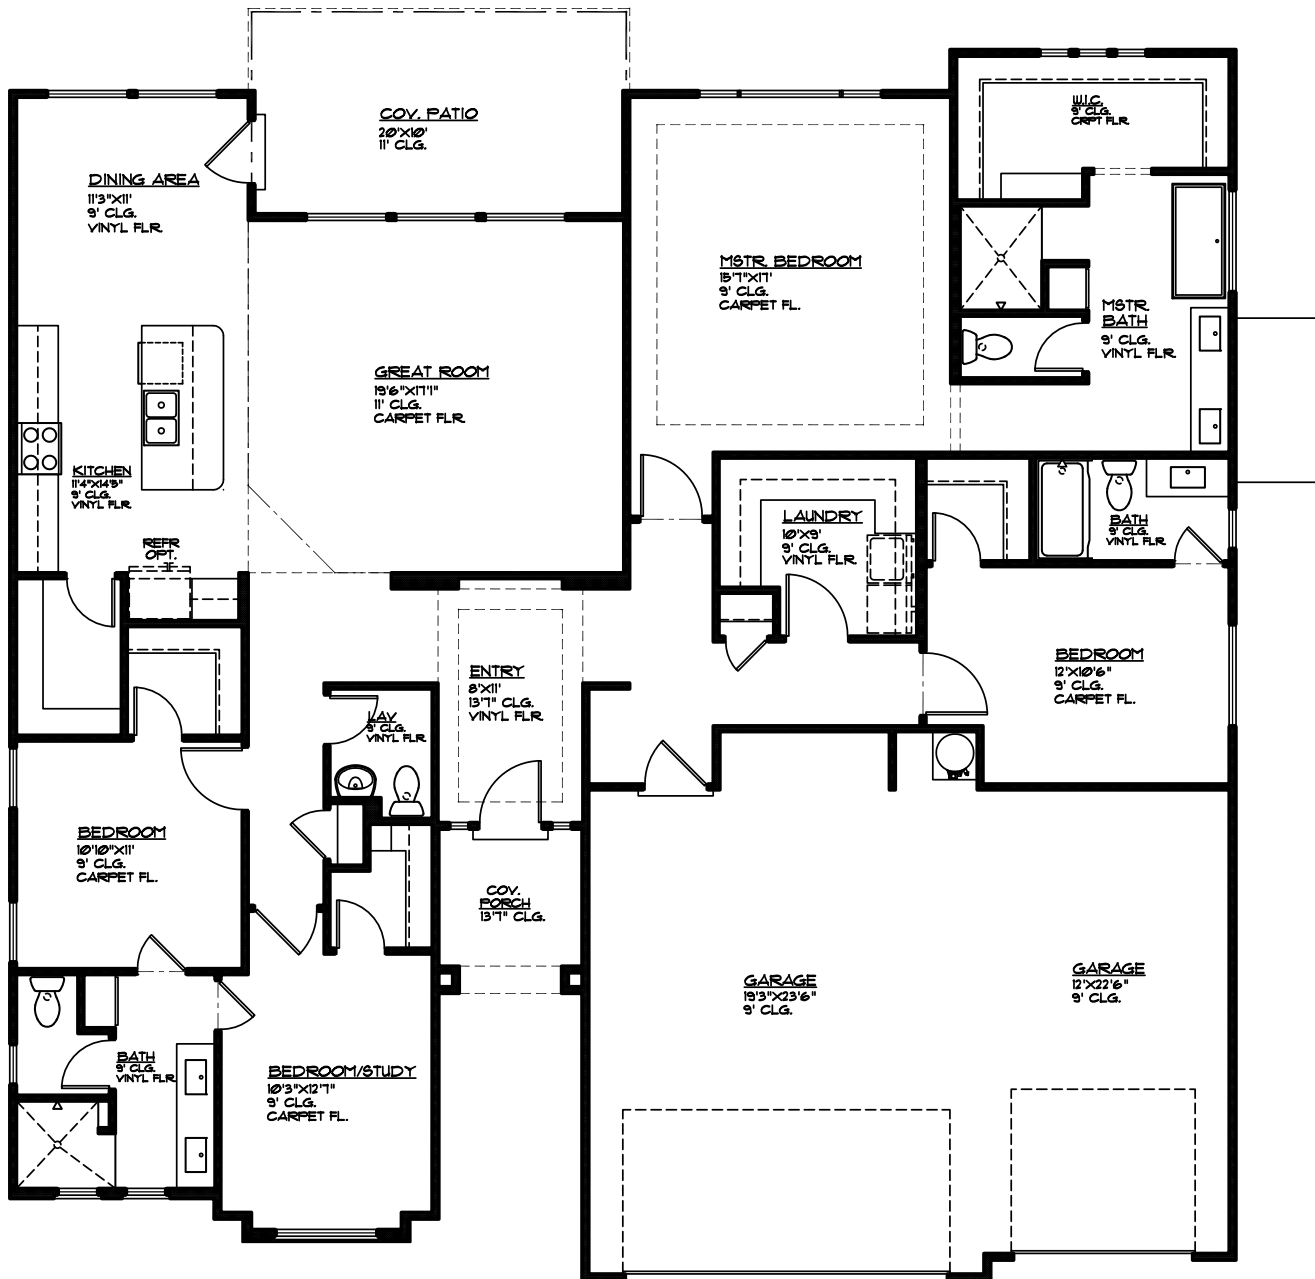 COV. PATIO
20'X10'
11' CLG.
W.I.C.
9' CLG.
CRPT FLR.
DINING AREA
11'3"X11'
9' CLG.
VINYL FLR.
MSTR. BEDROOM
15'7"X17'
9' CLG.
CARPET FL.
MSTR.
BATH
9' CLG.
VINYL FLR.
GREAT ROOM
19'6"X17'1"
11' CLG.
CARPET FLR.
KITCHEN
11'4"X14'5"
9' CLG.
VINYL FLR.
REFR
OPT.
LAUNDRY
10'X9'
9' CLG.
VINYL FLR.
BATH
9' CLG.
VINYL FLR.
BEDROOM
12'X10'6"
9' CLG.
CARPET FL.
ENTRY
8'X11'
13'7" CLG.
VINYL FLR.
LAV.
9' CLG.
VINYL FLR.
BEDROOM
10'10"X11'
9' CLG.
CARPET FL.
COV.
PORCH
13'7" CLG.
GARAGE
19'3"X23'6"
9' CLG.
GARAGE
12'X22'6"
9' CLG.
BATH
9' CLG.
VINYL FLR.
BEDROOM/STUDY
10'3"X12'7"
9' CLG.
CARPET FL.